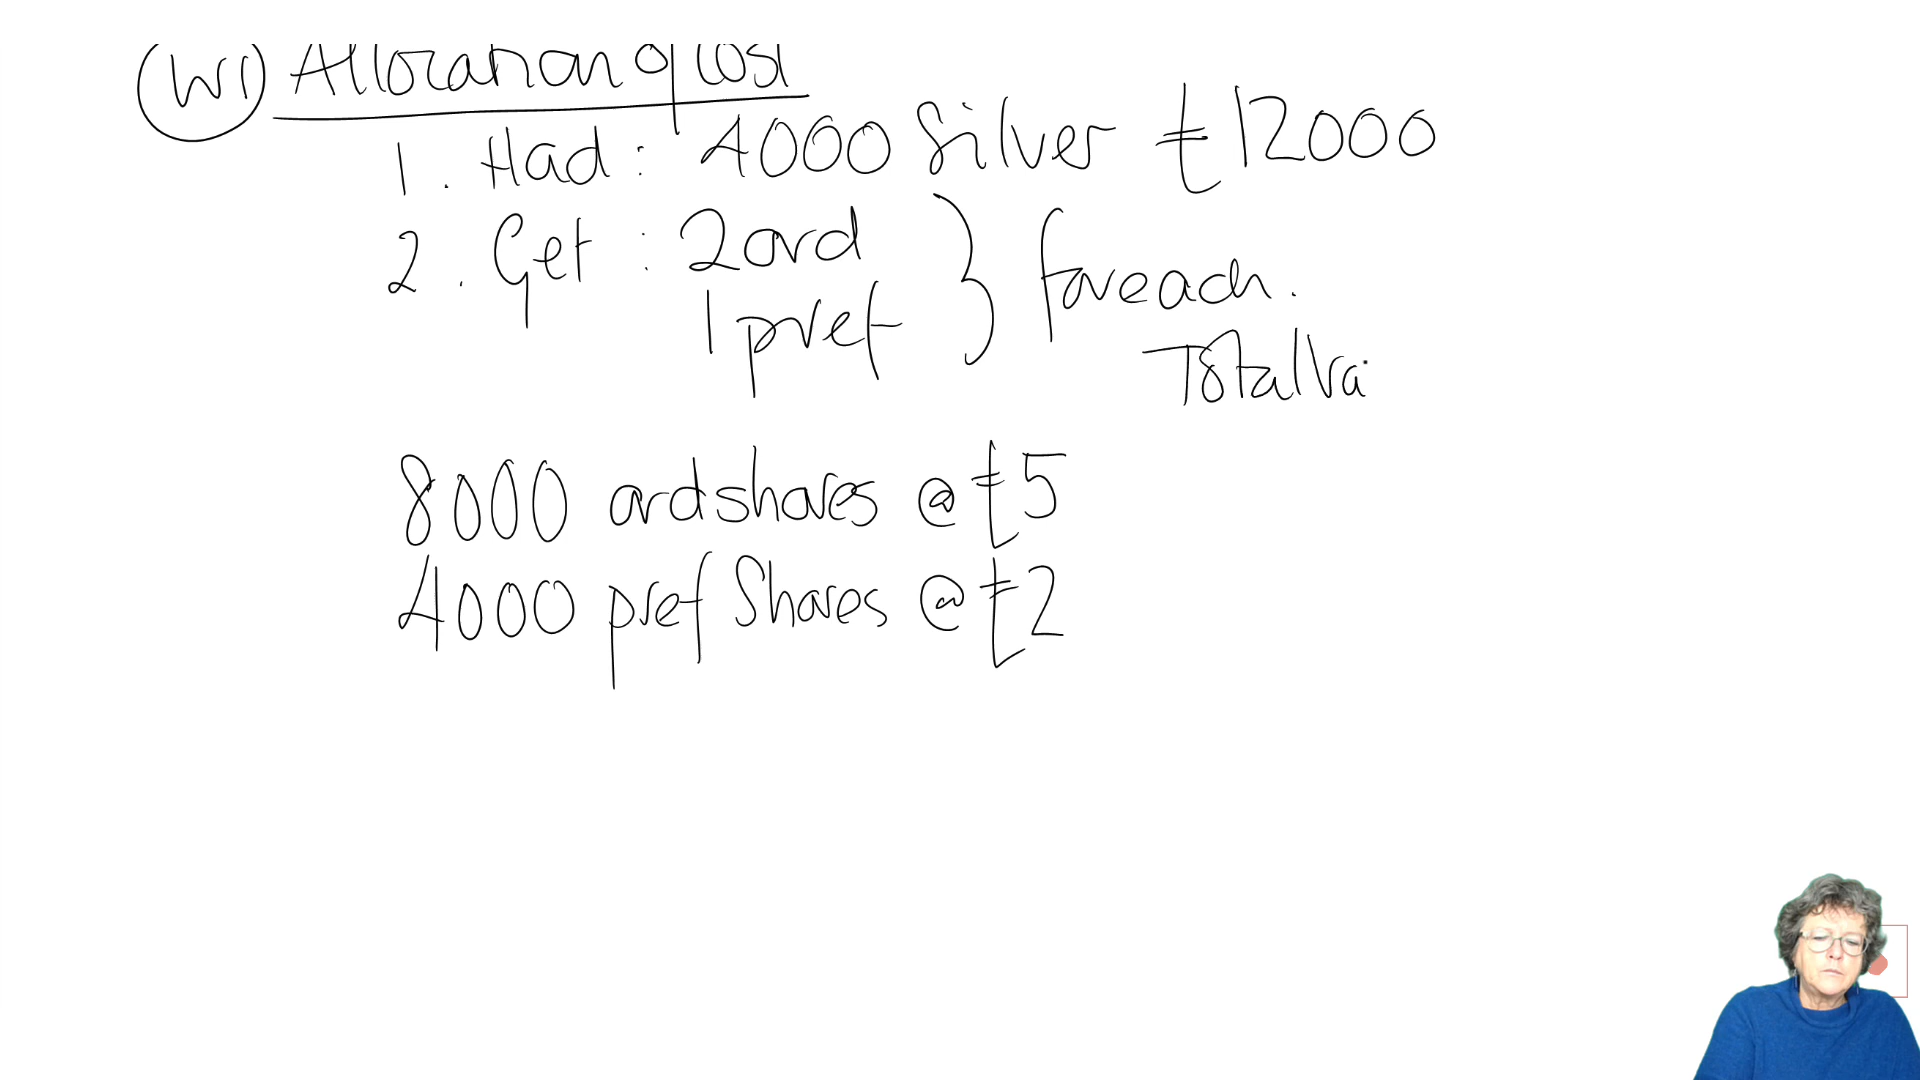 W1 Allocation of cost
1. Had: 4000 Silver £12000
2. Get: 2 ord } for each.
1 pref
Total va
8000 ord shares @ £5
4000 pref Shares @ £2